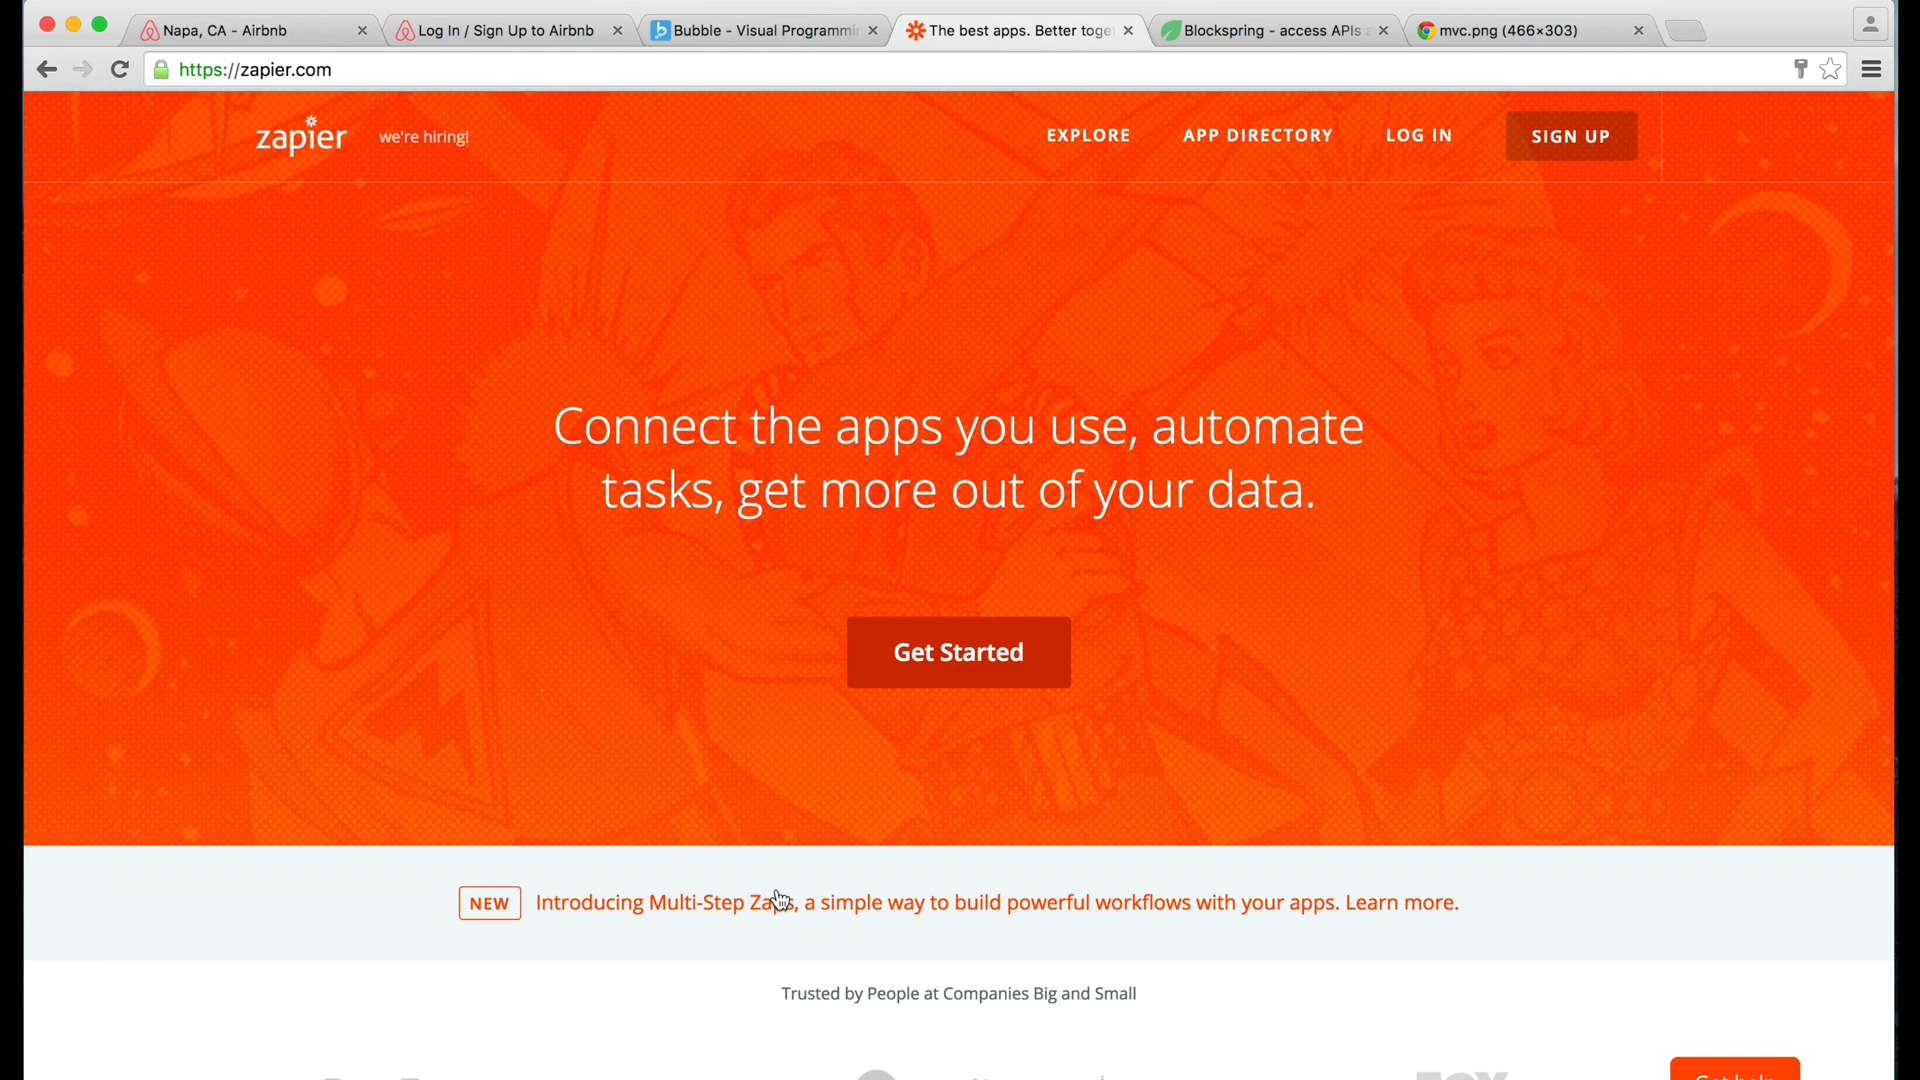 Napa, CA - Airbnb
Log In / Sign Up to Airbnb
Bubble - Visual Programmi
The best apps. Better toge
Blockspring - access APIs a
mvc.png (466×303)
https://zapier.com
zapier
we're hiring!
EXPLORE
APP DIRECTORY
LOG IN
SIGN UP
Connect the apps you use, automate
tasks, get more out of your data.
Get Started
NEW
Introducing Multi-Step Zaps, a simple way to build powerful workflows with your apps. Learn more.
Trusted by People at Companies Big and Small
FOX
Get help